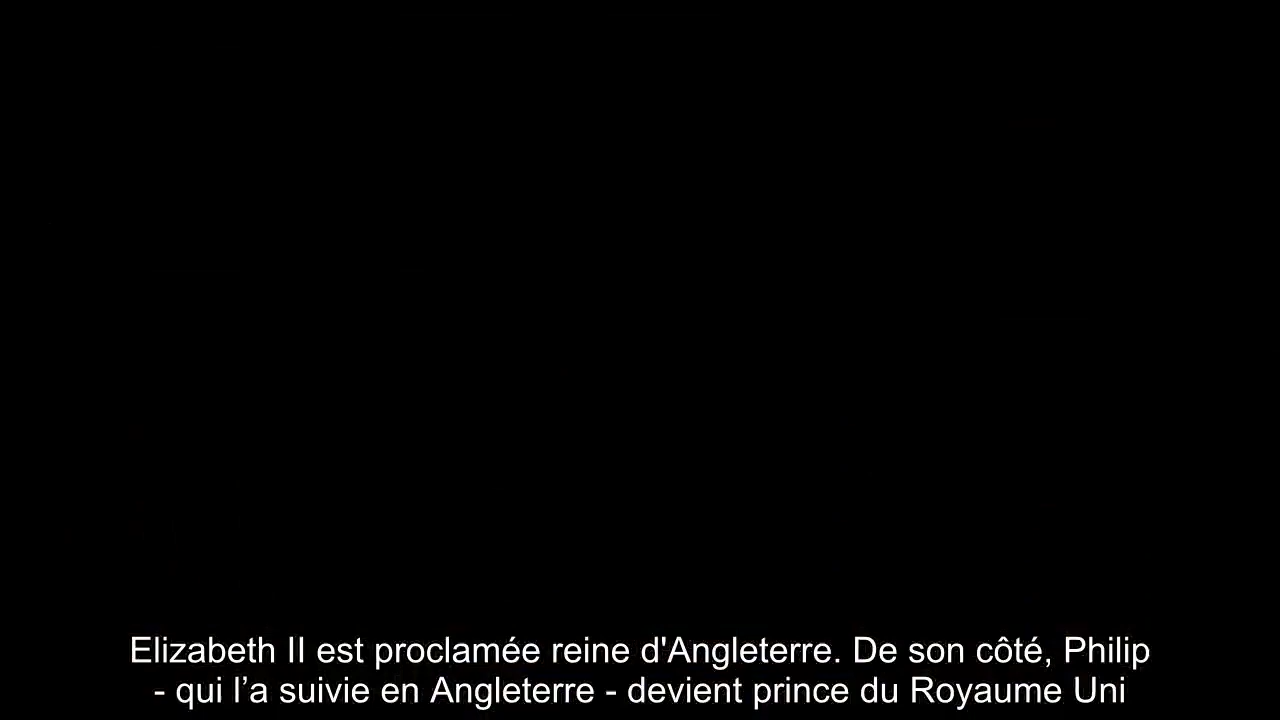 Elizabeth II est proclamée reine d'Angleterre. De son côté, Philip
- qui l’a suivie en Angleterre - devient prince du Royaume Uni